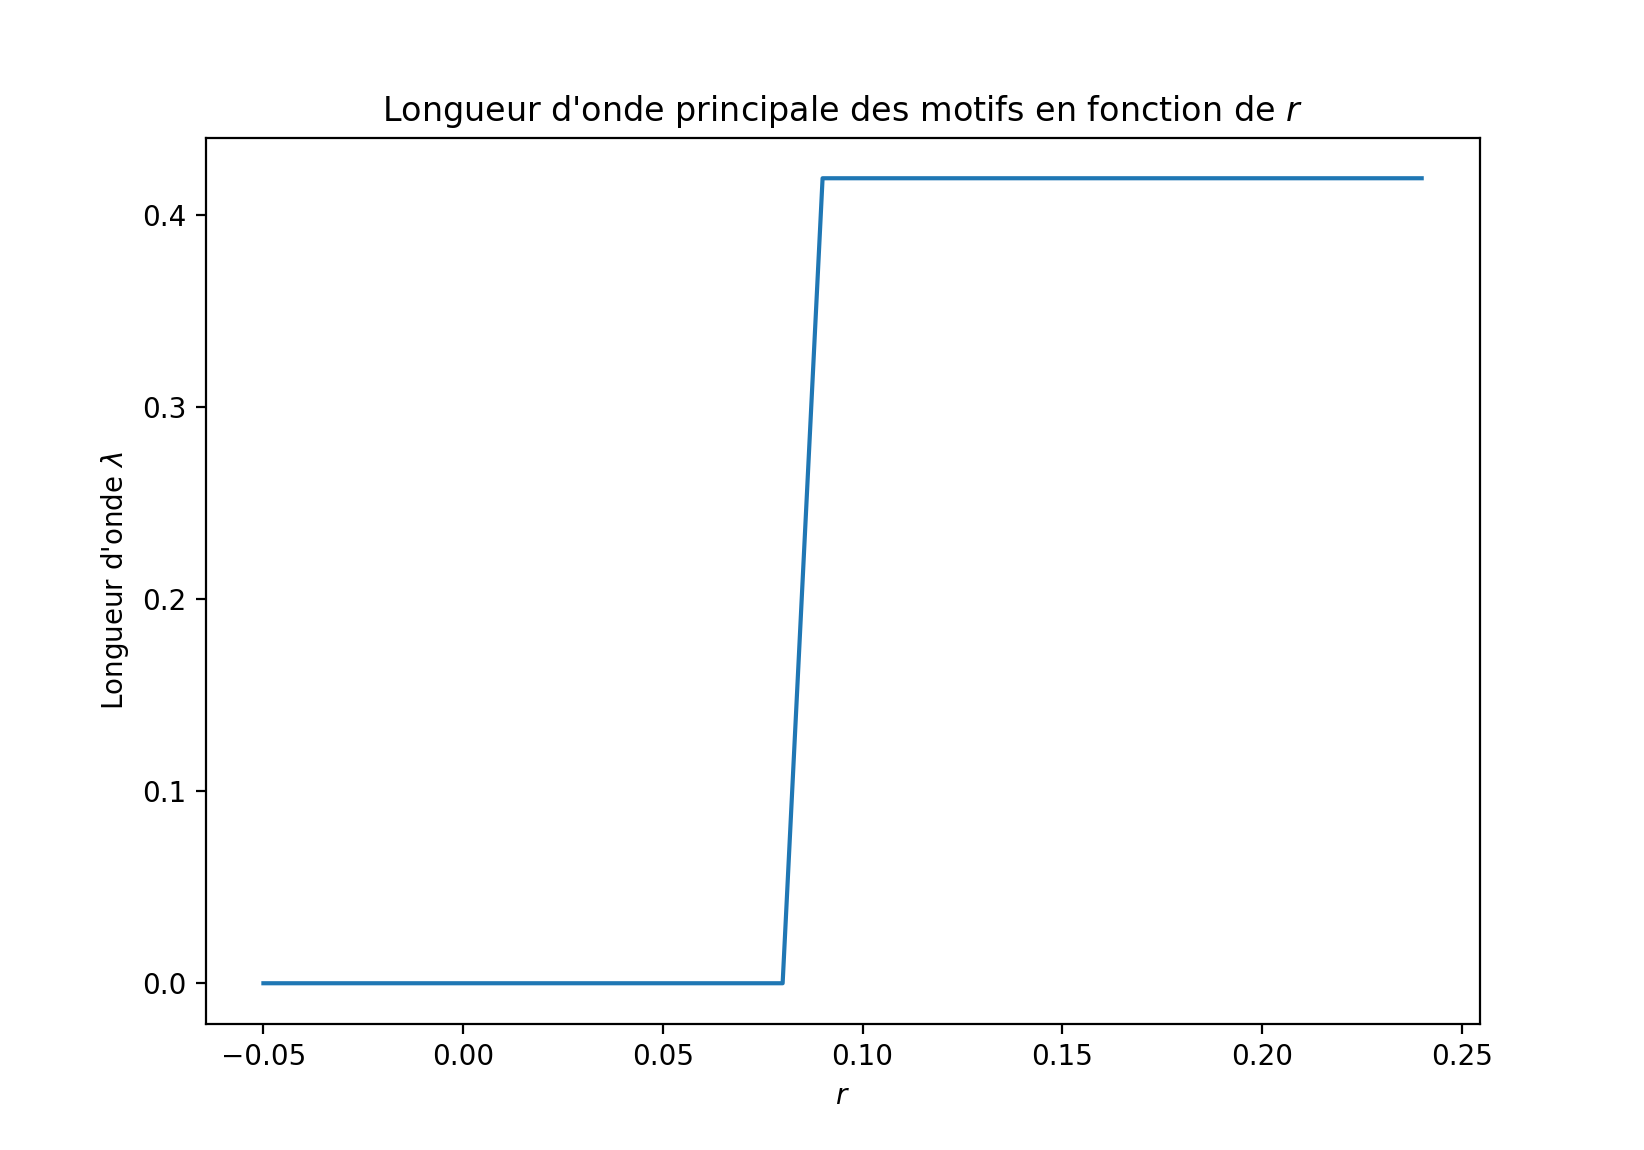 Longueur d'onde principale des motifs en fonction de r
Longueur d'onde λ
0.4
0.3
0.2
0.1
0.0
−0.05 0.00 0.05 0.10 0.15 0.20 0.25
r